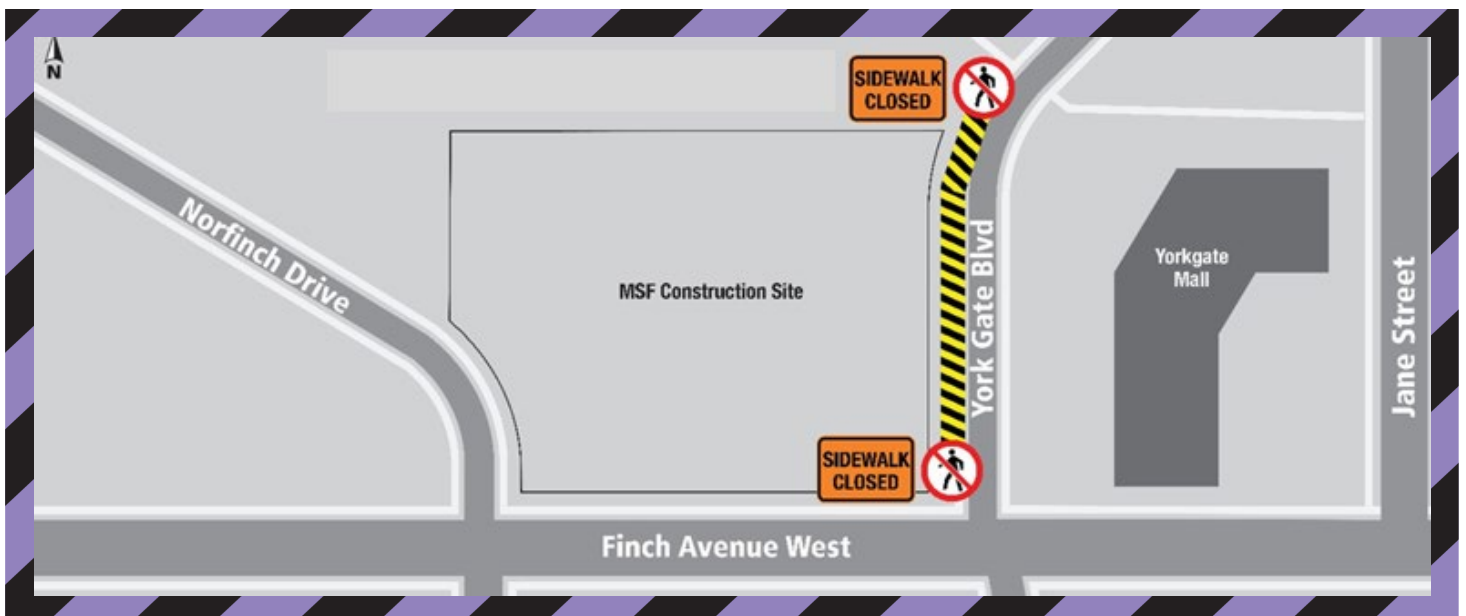 N
SIDEWALK
CLOSED
Norfinch Drive
MSF Construction Site
York Gate Blvd
Yorkgate
Mall
Jane Street
SIDEWALK
CLOSED
Finch Avenue West